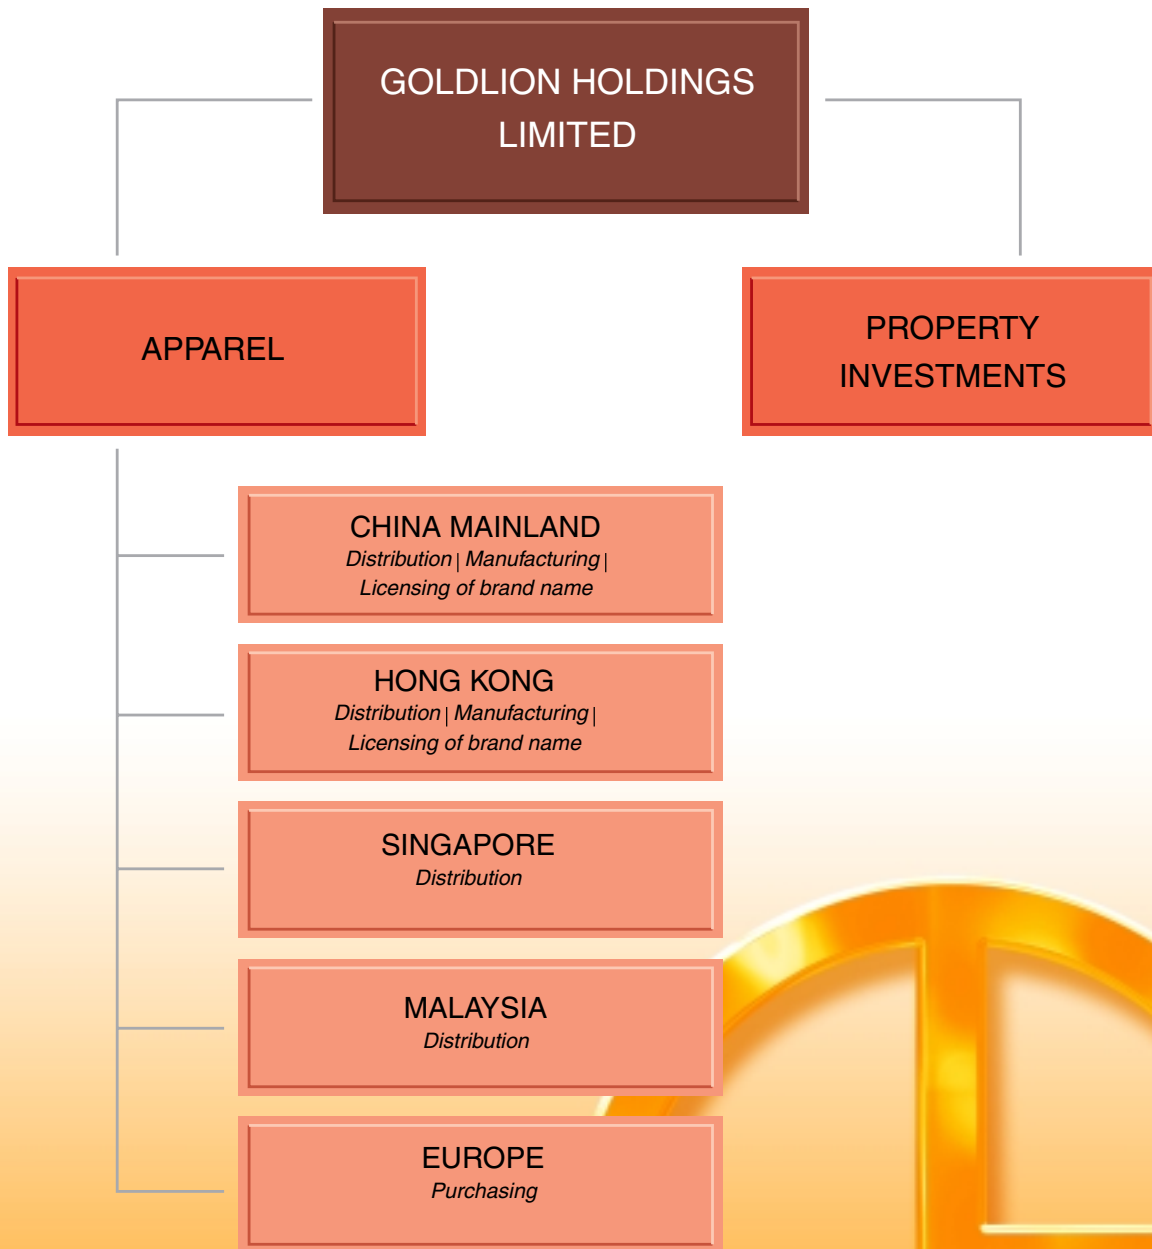 GOLDLION HOLDINGS
LIMITED
APPAREL
PROPERTY
INVESTMENTS
CHINA MAINLAND
Distribution | Manufacturing |
Licensing of brand name
HONG KONG
Distribution | Manufacturing |
Licensing of brand name
SINGAPORE
Distribution
MALAYSIA
Distribution
EUROPE
Purchasing